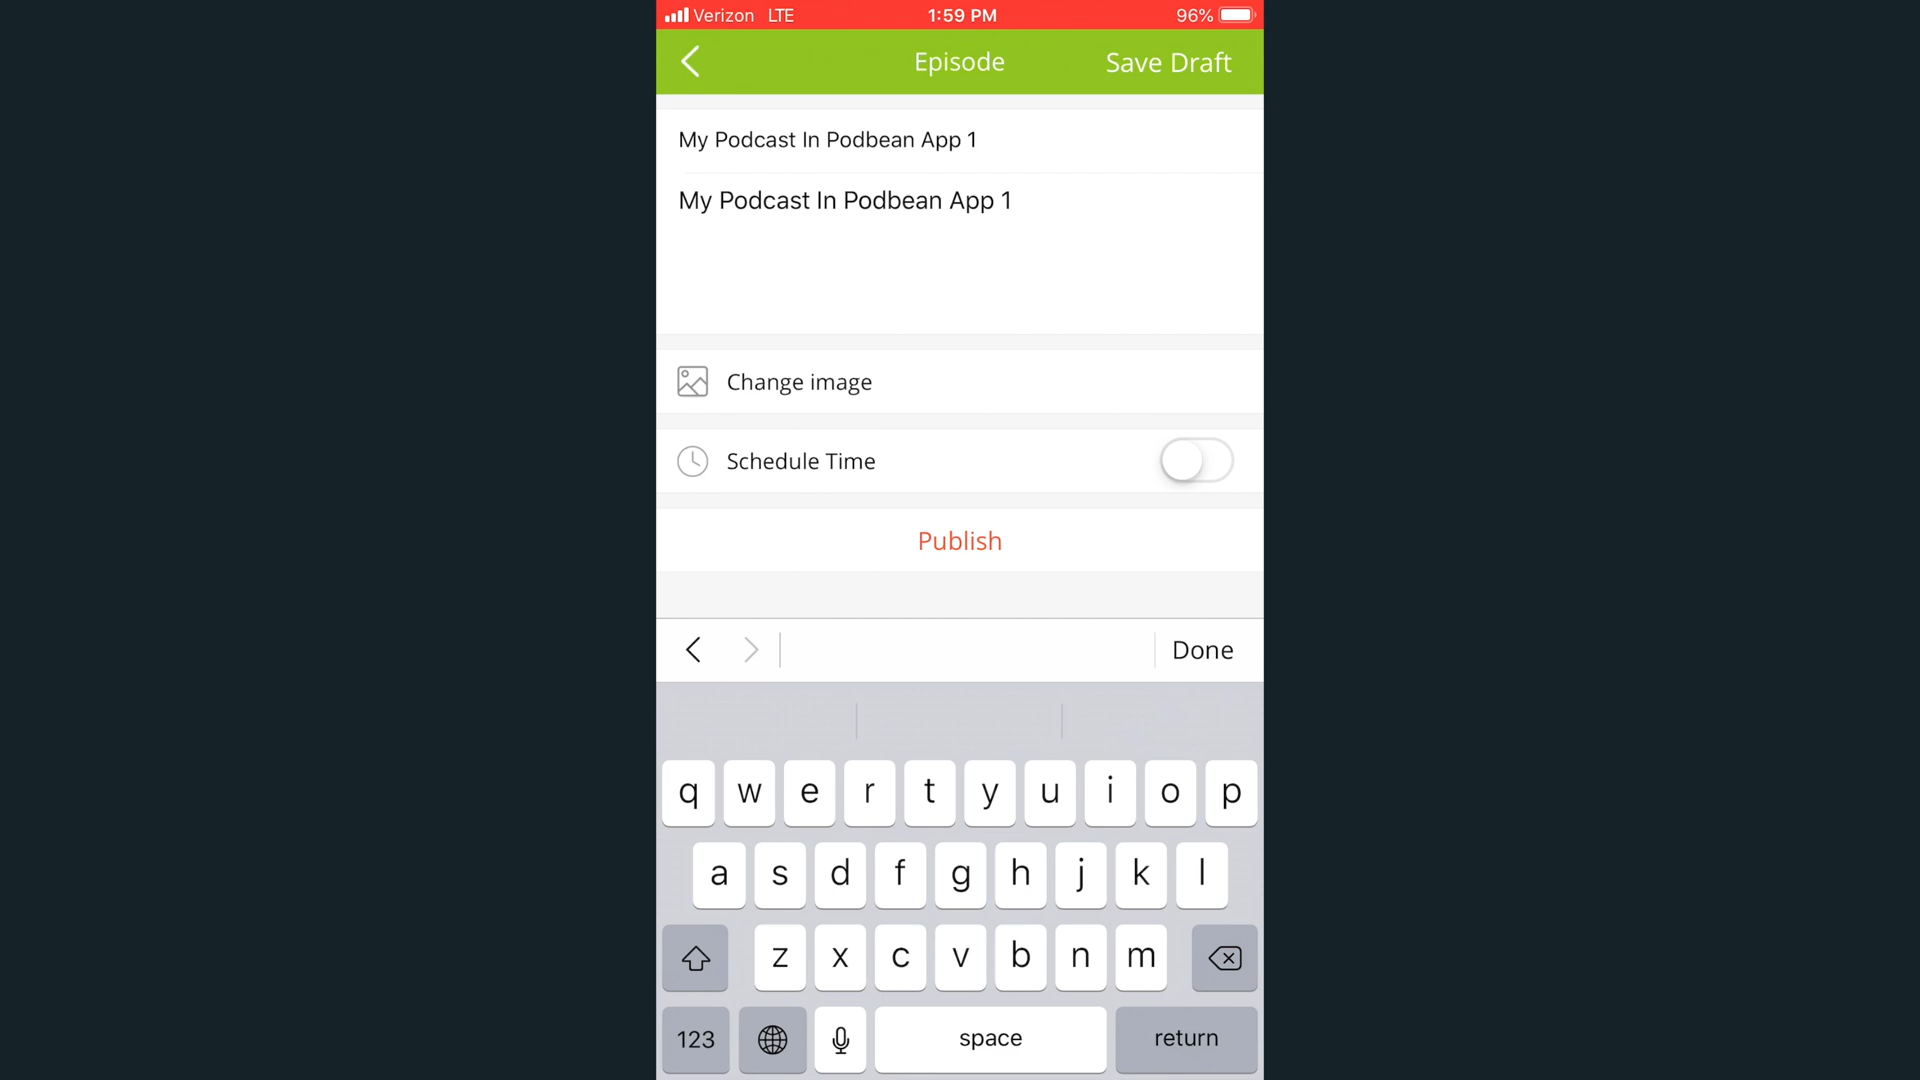 Verizon LTE 1:59 PM 96%
Episode Save Draft
My Podcast In Podbean App 1
My Podcast In Podbean App 1
Change image
Schedule Time
Publish
Done
q w e r t y u i o p
a s d f g h j k l
z x c v b n m
123 space return